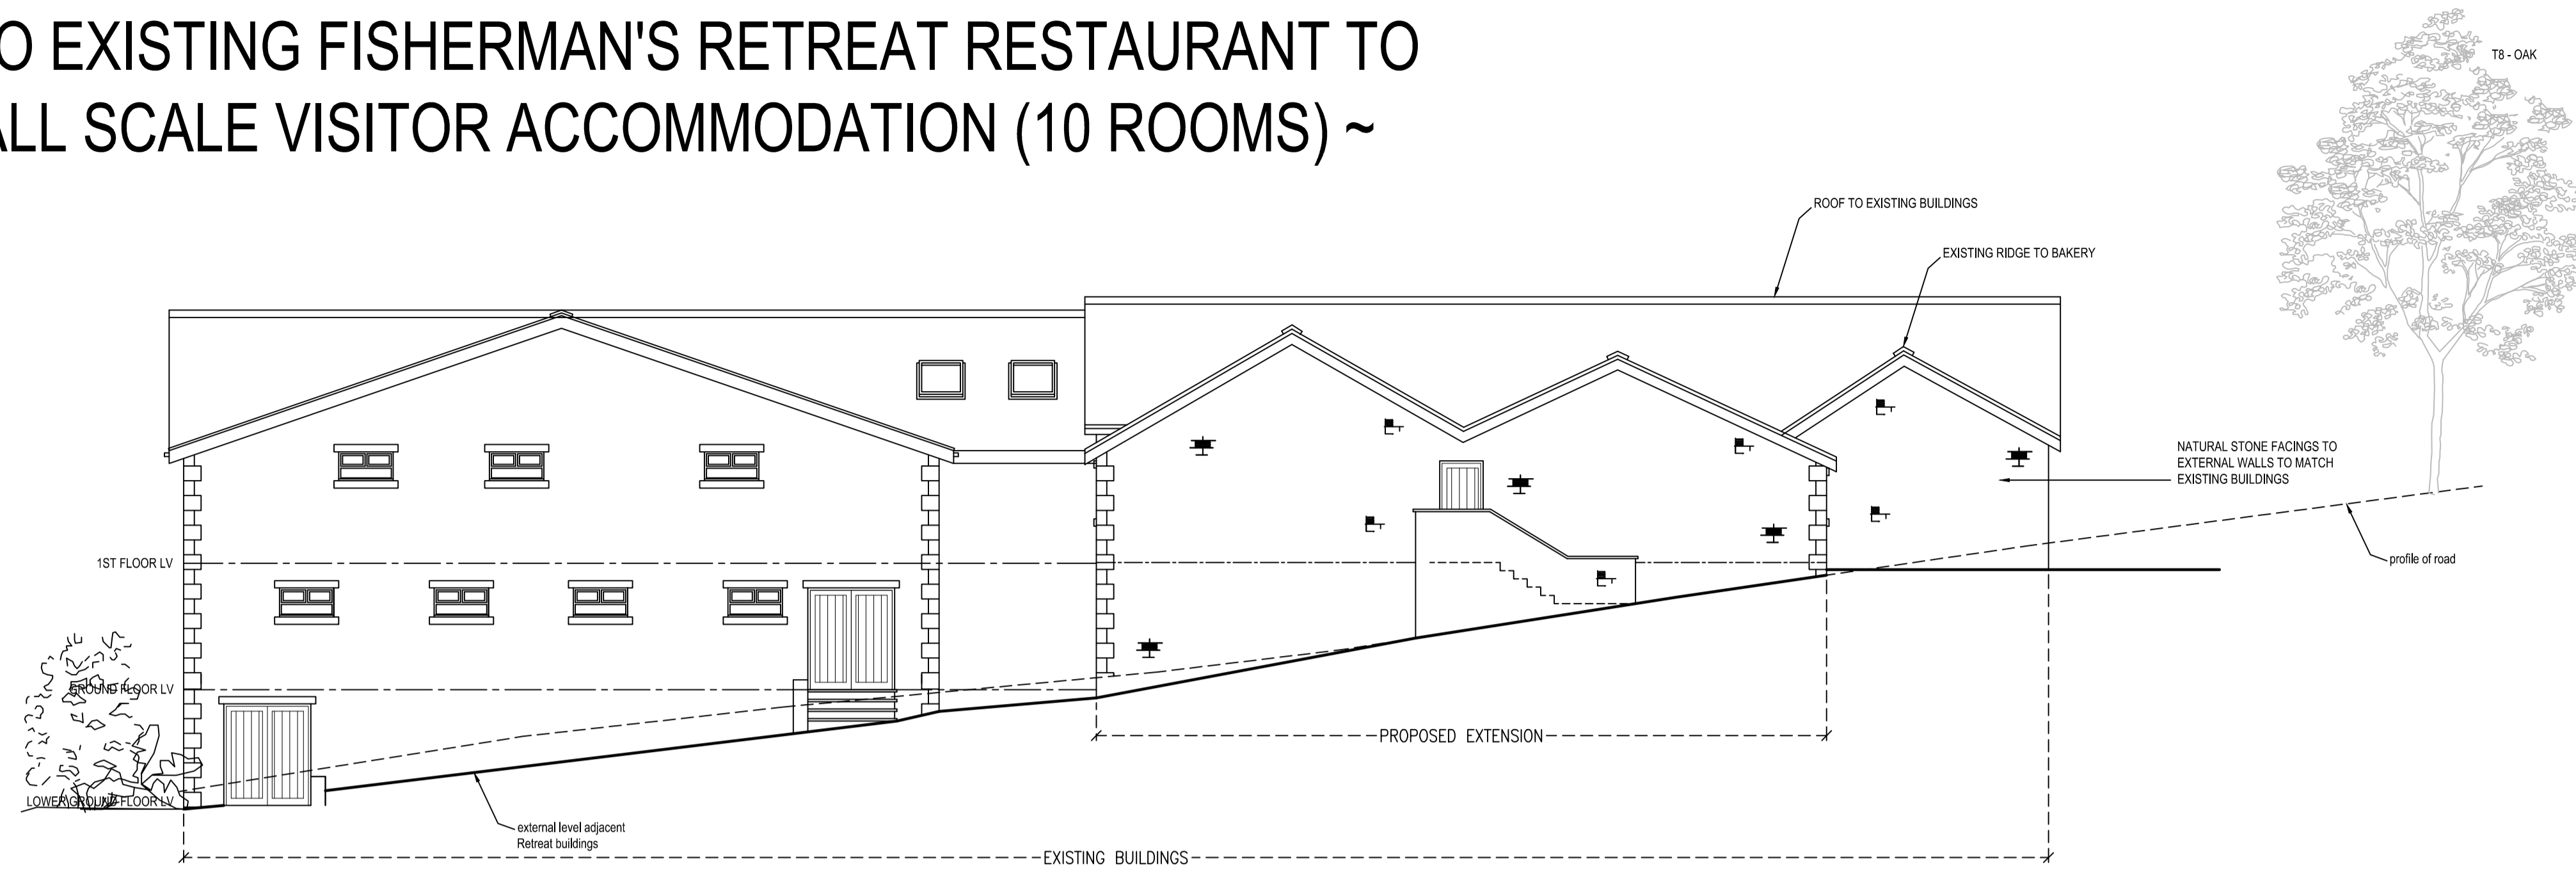 O EXISTING FISHERMAN'S RETREAT RESTAURANT TO
ALL SCALE VISITOR ACCOMMODATION (10 ROOMS) ~
T8 - OAK
ROOF TO EXISTING BUILDINGS
EXISTING RIDGE TO BAKERY
NATURAL STONE FACINGS TO
EXTERNAL WALLS TO MATCH
EXISTING BUILDINGS
1ST FLOOR LV
profile of road
GROUND FLOOR LV
PROPOSED EXTENSION
LOWER GROUND FLOOR LV
external level adjacent
Retreat buildings
EXISTING BUILDINGS